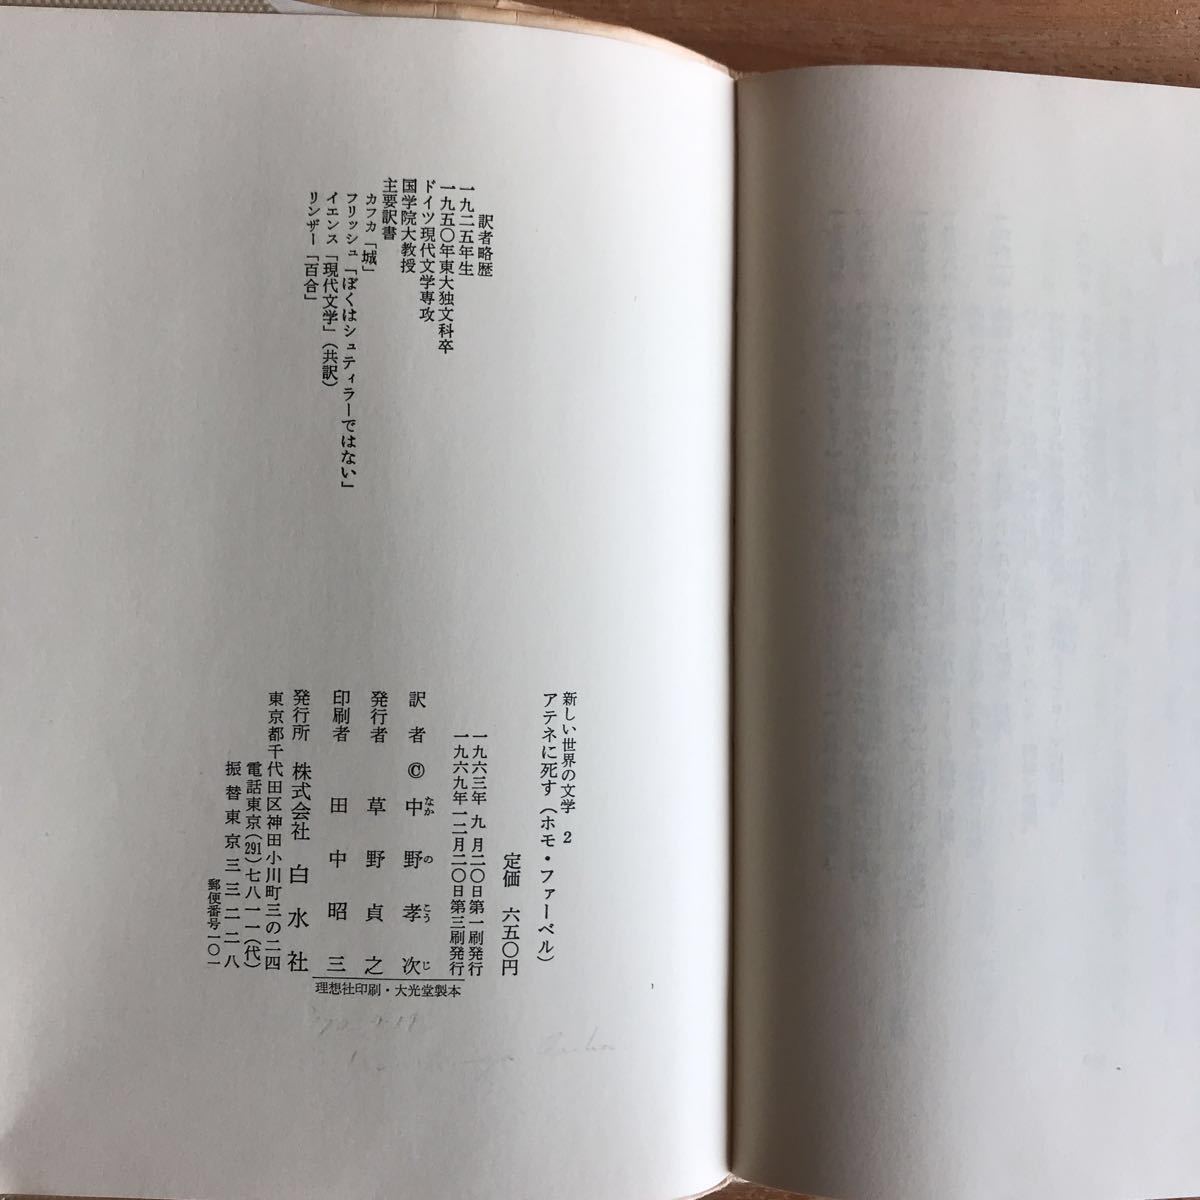 訳者略歴
一九二五年生
一九五〇年東大独文科卒
ドイツ現代文学専攻
国学院大教授
主要訳書
カフカ「城」
フリッシュ「ぼくはシュティラーではない」
イエンス「現代文学」(共訳)
リンザー「百合」
新しい世界の文学 2
アテネに死す(ホモ・ファーベル)
定価 六五〇円
一九六三年 九 月二〇日第一刷発行
一九六九年一二月二〇日第三刷発行
訳 者 © 中野孝次
なかのこうじ
発行者 草野貞之
印刷者 田中昭三
発行所 株式会社 白水社
東京都千代田区神田小川町三の二四
電話東京(291)七八一一(代)
振替東京三三二二八
郵便番号一〇一
理想社印刷・大光堂製本